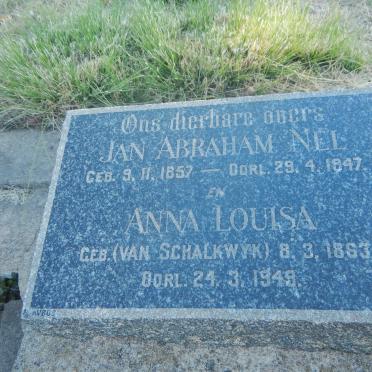 Ons dierbare ouers
JAN ABRAHAM NEL
GEB. 9. 11. 1857 — OORL. 29. 4. 1947.
EN
ANNA LOUISA
GEB. (VAN SCHALKWYK) 8. 3. 1863
OORL. 24. 3. 1949.